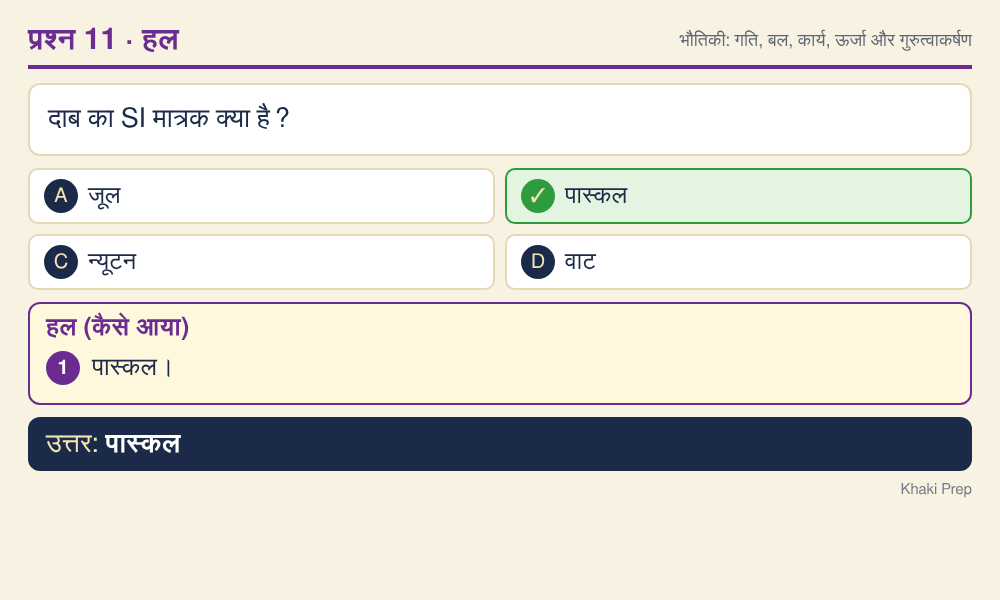 प्रश्न 11 · हल
भौतिकी: गति, बल, कार्य, ऊर्जा और गुरुत्वाकर्षण
दाब का SI मात्रक क्या है ?
A जूल
✓ पास्कल
C न्यूटन
D वाट
हल (कैसे आया)
1 पास्कल।
उत्तर: पास्कल
Khaki Prep